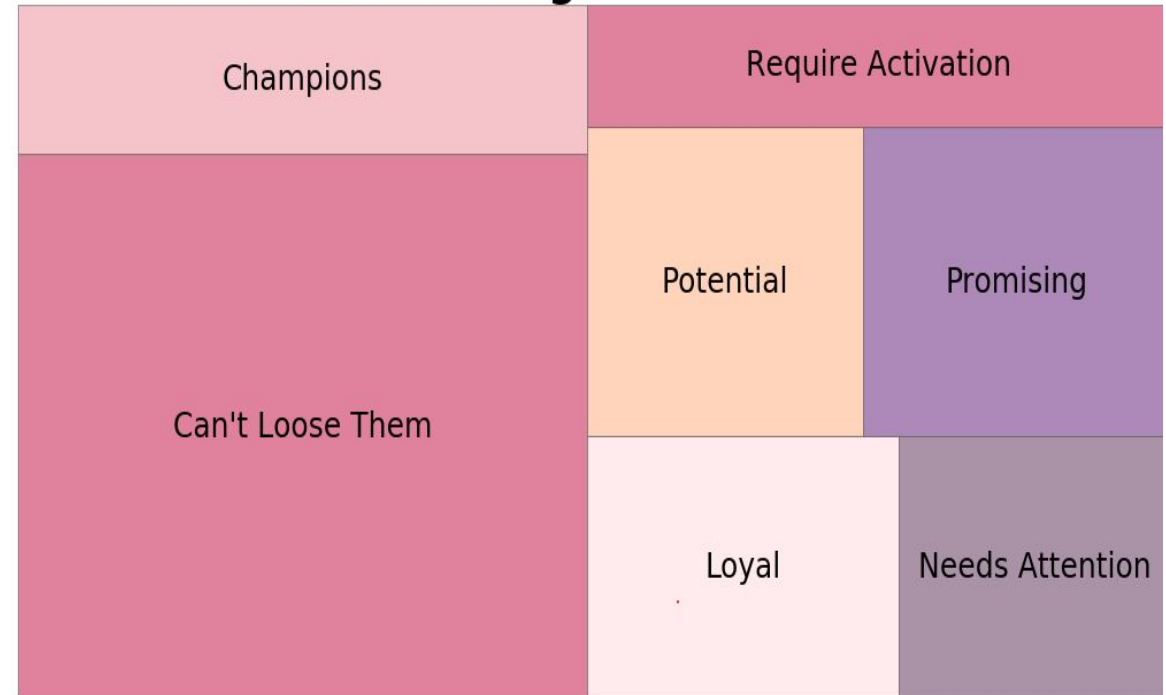 Champions
Require Activation
Potential
Promising
Can't Loose Them
Loyal
Needs Attention